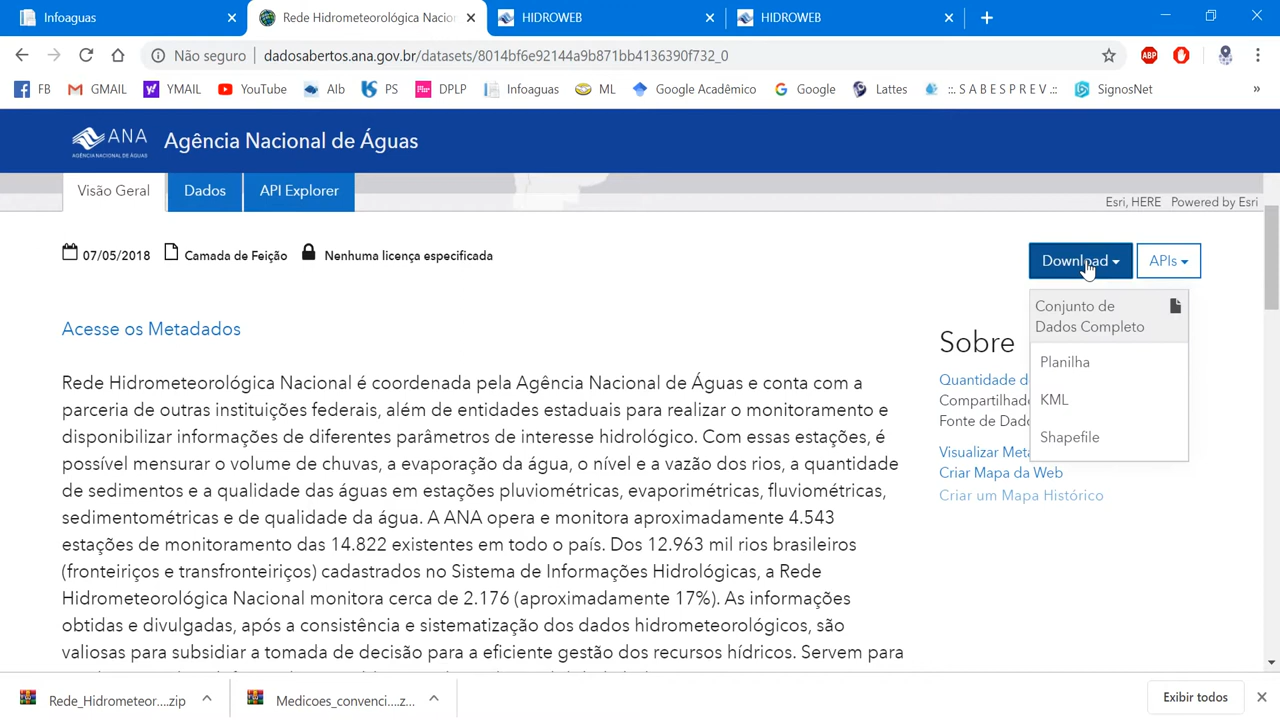 Infoaguas
Rede Hidrometeorológica Nacion
HIDROWEB
HIDROWEB
Não seguro
dadosabertos.ana.gov.br/datasets/8014bf6e92144a9b871bb4136390f732_0
ABP
FB
GMAIL
YMAIL
YouTube
Alb
PS
DPLP
Infoaguas
ML
Google Acadêmico
Google
Lattes
::. S A B E S P R E V .::
SignosNet
»
ANA
AGÊNCIA NACIONAL DE ÁGUAS
Agência Nacional de Águas
Visão Geral
Dados
API Explorer
Esri, HERE
Powered by Esri
07/05/2018
Camada de Feição
Nenhuma licença especificada
Download
APIs
Conjunto de
Dados Completo
Planilha
KML
Shapefile
Acesse os Metadados
Sobre
Quantidade d
Compartilhado
Fonte de Dado
Visualizar Meta
Criar Mapa da Web
Criar um Mapa Histórico
Rede Hidrometeorológica Nacional é coordenada pela Agência Nacional de Águas e conta com a
parceria de outras instituições federais, além de entidades estaduais para realizar o monitoramento e
disponibilizar informações de diferentes parâmetros de interesse hidrológico. Com essas estações, é
possível mensurar o volume de chuvas, a evaporação da água, o nível e a vazão dos rios, a quantidade
de sedimentos e a qualidade das águas em estações pluviométricas, evaporimétricas, fluviométricas,
sedimentométricas e de qualidade da água. A ANA opera e monitora aproximadamente 4.543
estações de monitoramento das 14.822 existentes em todo o país. Dos 12.963 mil rios brasileiros
(fronteiriços e transfronteiriços) cadastrados no Sistema de Informações Hidrológicas, a Rede
Hidrometeorológica Nacional monitora cerca de 2.176 (aproximadamente 17%). As informações
obtidas e divulgadas, após a consistência e sistematização dos dados hidrometeorológicos, são
valiosas para subsidiar a tomada de decisão para a eficiente gestão dos recursos hídricos. Servem para
Rede_Hidrometeor....zip
Medicoes_convenci....z...
Exibir todos